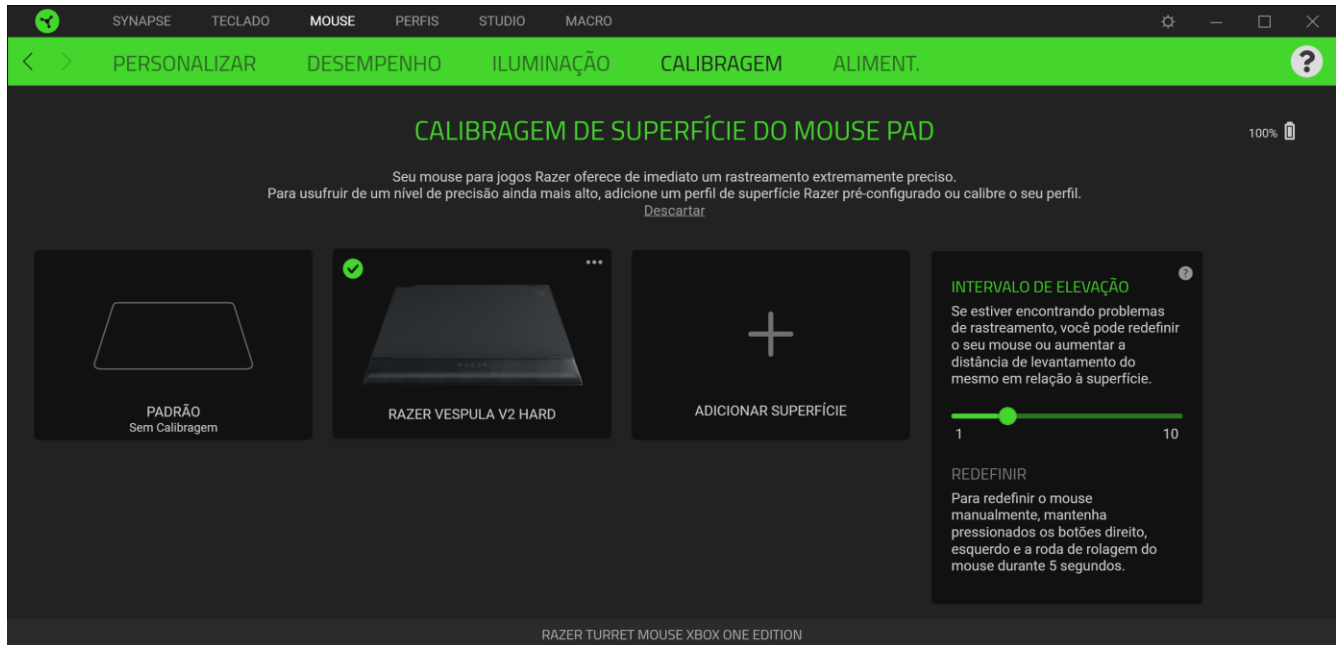 SYNAPSE TECLADO MOUSE PERFIS STUDIO MACRO
PERSONALIZAR DESEMPENHO ILUMINAÇÃO CALIBRAGEM ALIMENT. ?
CALIBRAGEM DE SUPERFÍCIE DO MOUSE PAD
100%
Seu mouse para jogos Razer oferece de imediato um rastreamento extremamente preciso.
Para usufruir de um nível de precisão ainda mais alto, adicione um perfil de superfície Razer pré-configurado ou calibre o seu perfil.
Descartar
PADRÃO
Sem Calibragem
RAZER
RAZER VESPULA V2 HARD
ADICIONAR SUPERFÍCIE
?
INTERVALO DE ELEVAÇÃO
Se estiver encontrando problemas
de rastreamento, você pode redefinir
o seu mouse ou aumentar a
distância de levantamento do
mesmo em relação à superfície.
1 10
REDEFINIR
Para redefinir o mouse
manualmente, mantenha
pressionados os botões direito,
esquerdo e a roda de rolagem do
mouse durante 5 segundos.
RAZER TURRET MOUSE XBOX ONE EDITION